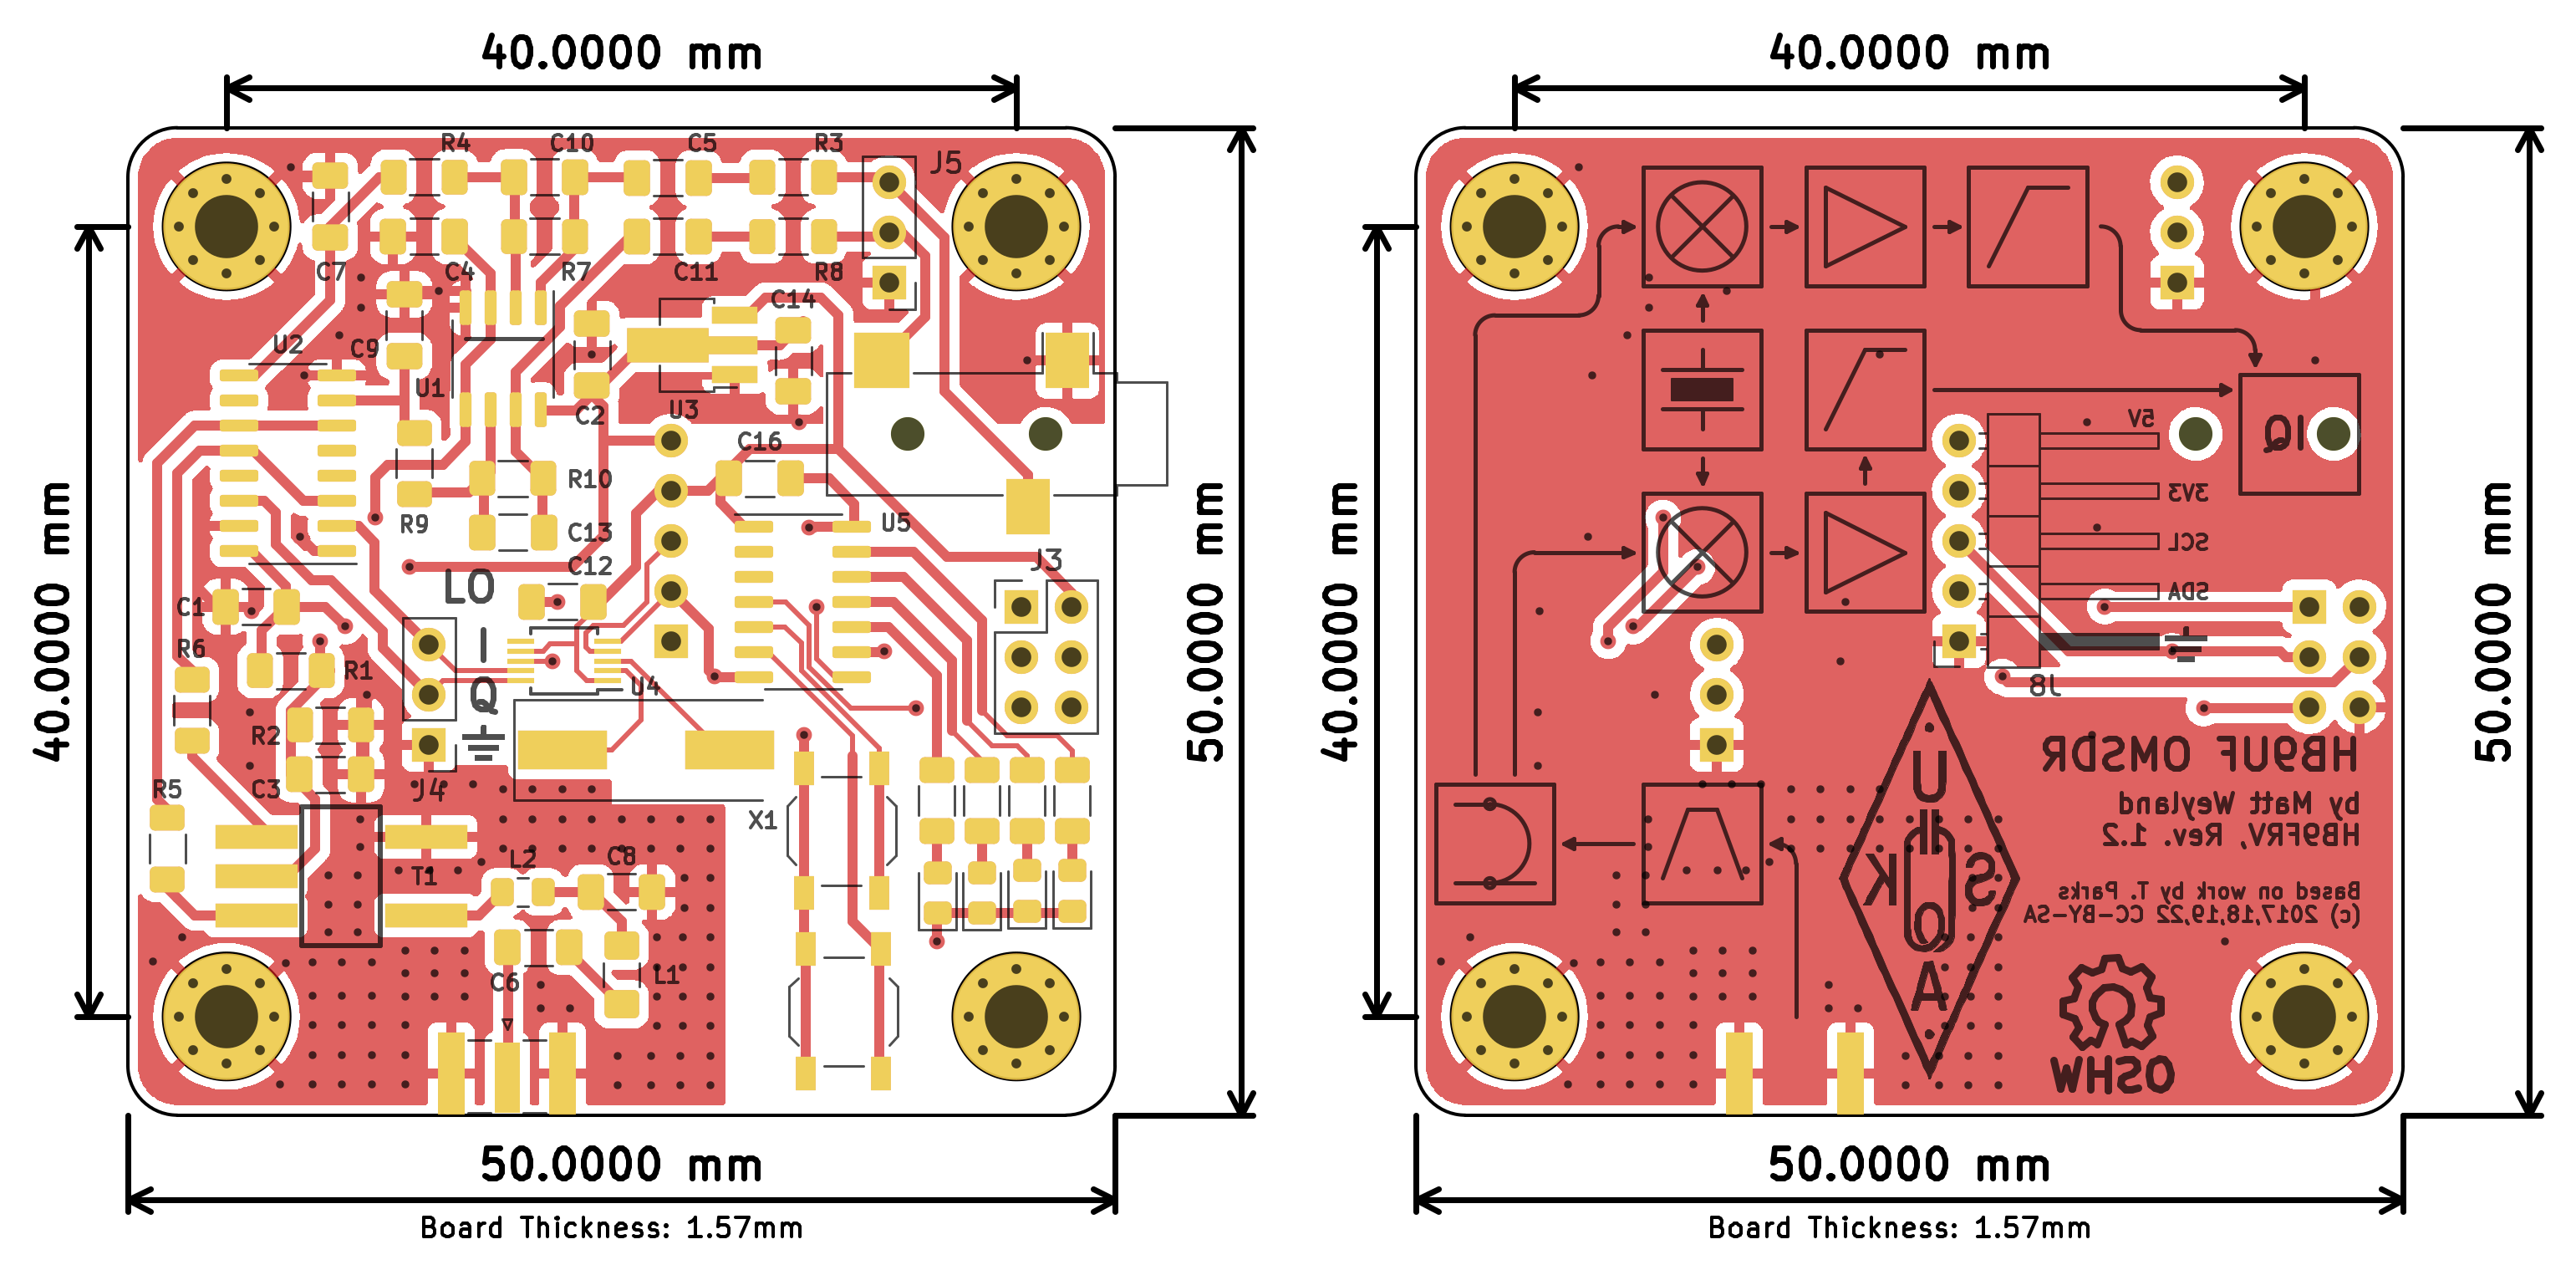 40.0000 mm
R4
C10
C5
R3
J5
C7
C4
R7
C11
R8
C14
U2
C9
U1
C2
U3
C16
R10
R9
C13
U5
C12
J3
LO
C1
I
R6
R1
Q
U4
R2
J4
C3
R5
X1
L2
C8
T1
C6
L1
40.0000 mm
50.0000 mm
50.0000 mm
Board Thickness: 1.57mm
40.0000 mm
5V
IQ
3V3
SCL
SDA
J8
HB9UF OMSDR
by Matt Weyland
HB9FRV, Rev. 1.2
U
K
S
Q
A
Based on work by T. Parks
(c) 2017,18,19,22 CC-BY-SA
OSHW
40.0000 mm
50.0000 mm
50.0000 mm
Board Thickness: 1.57mm